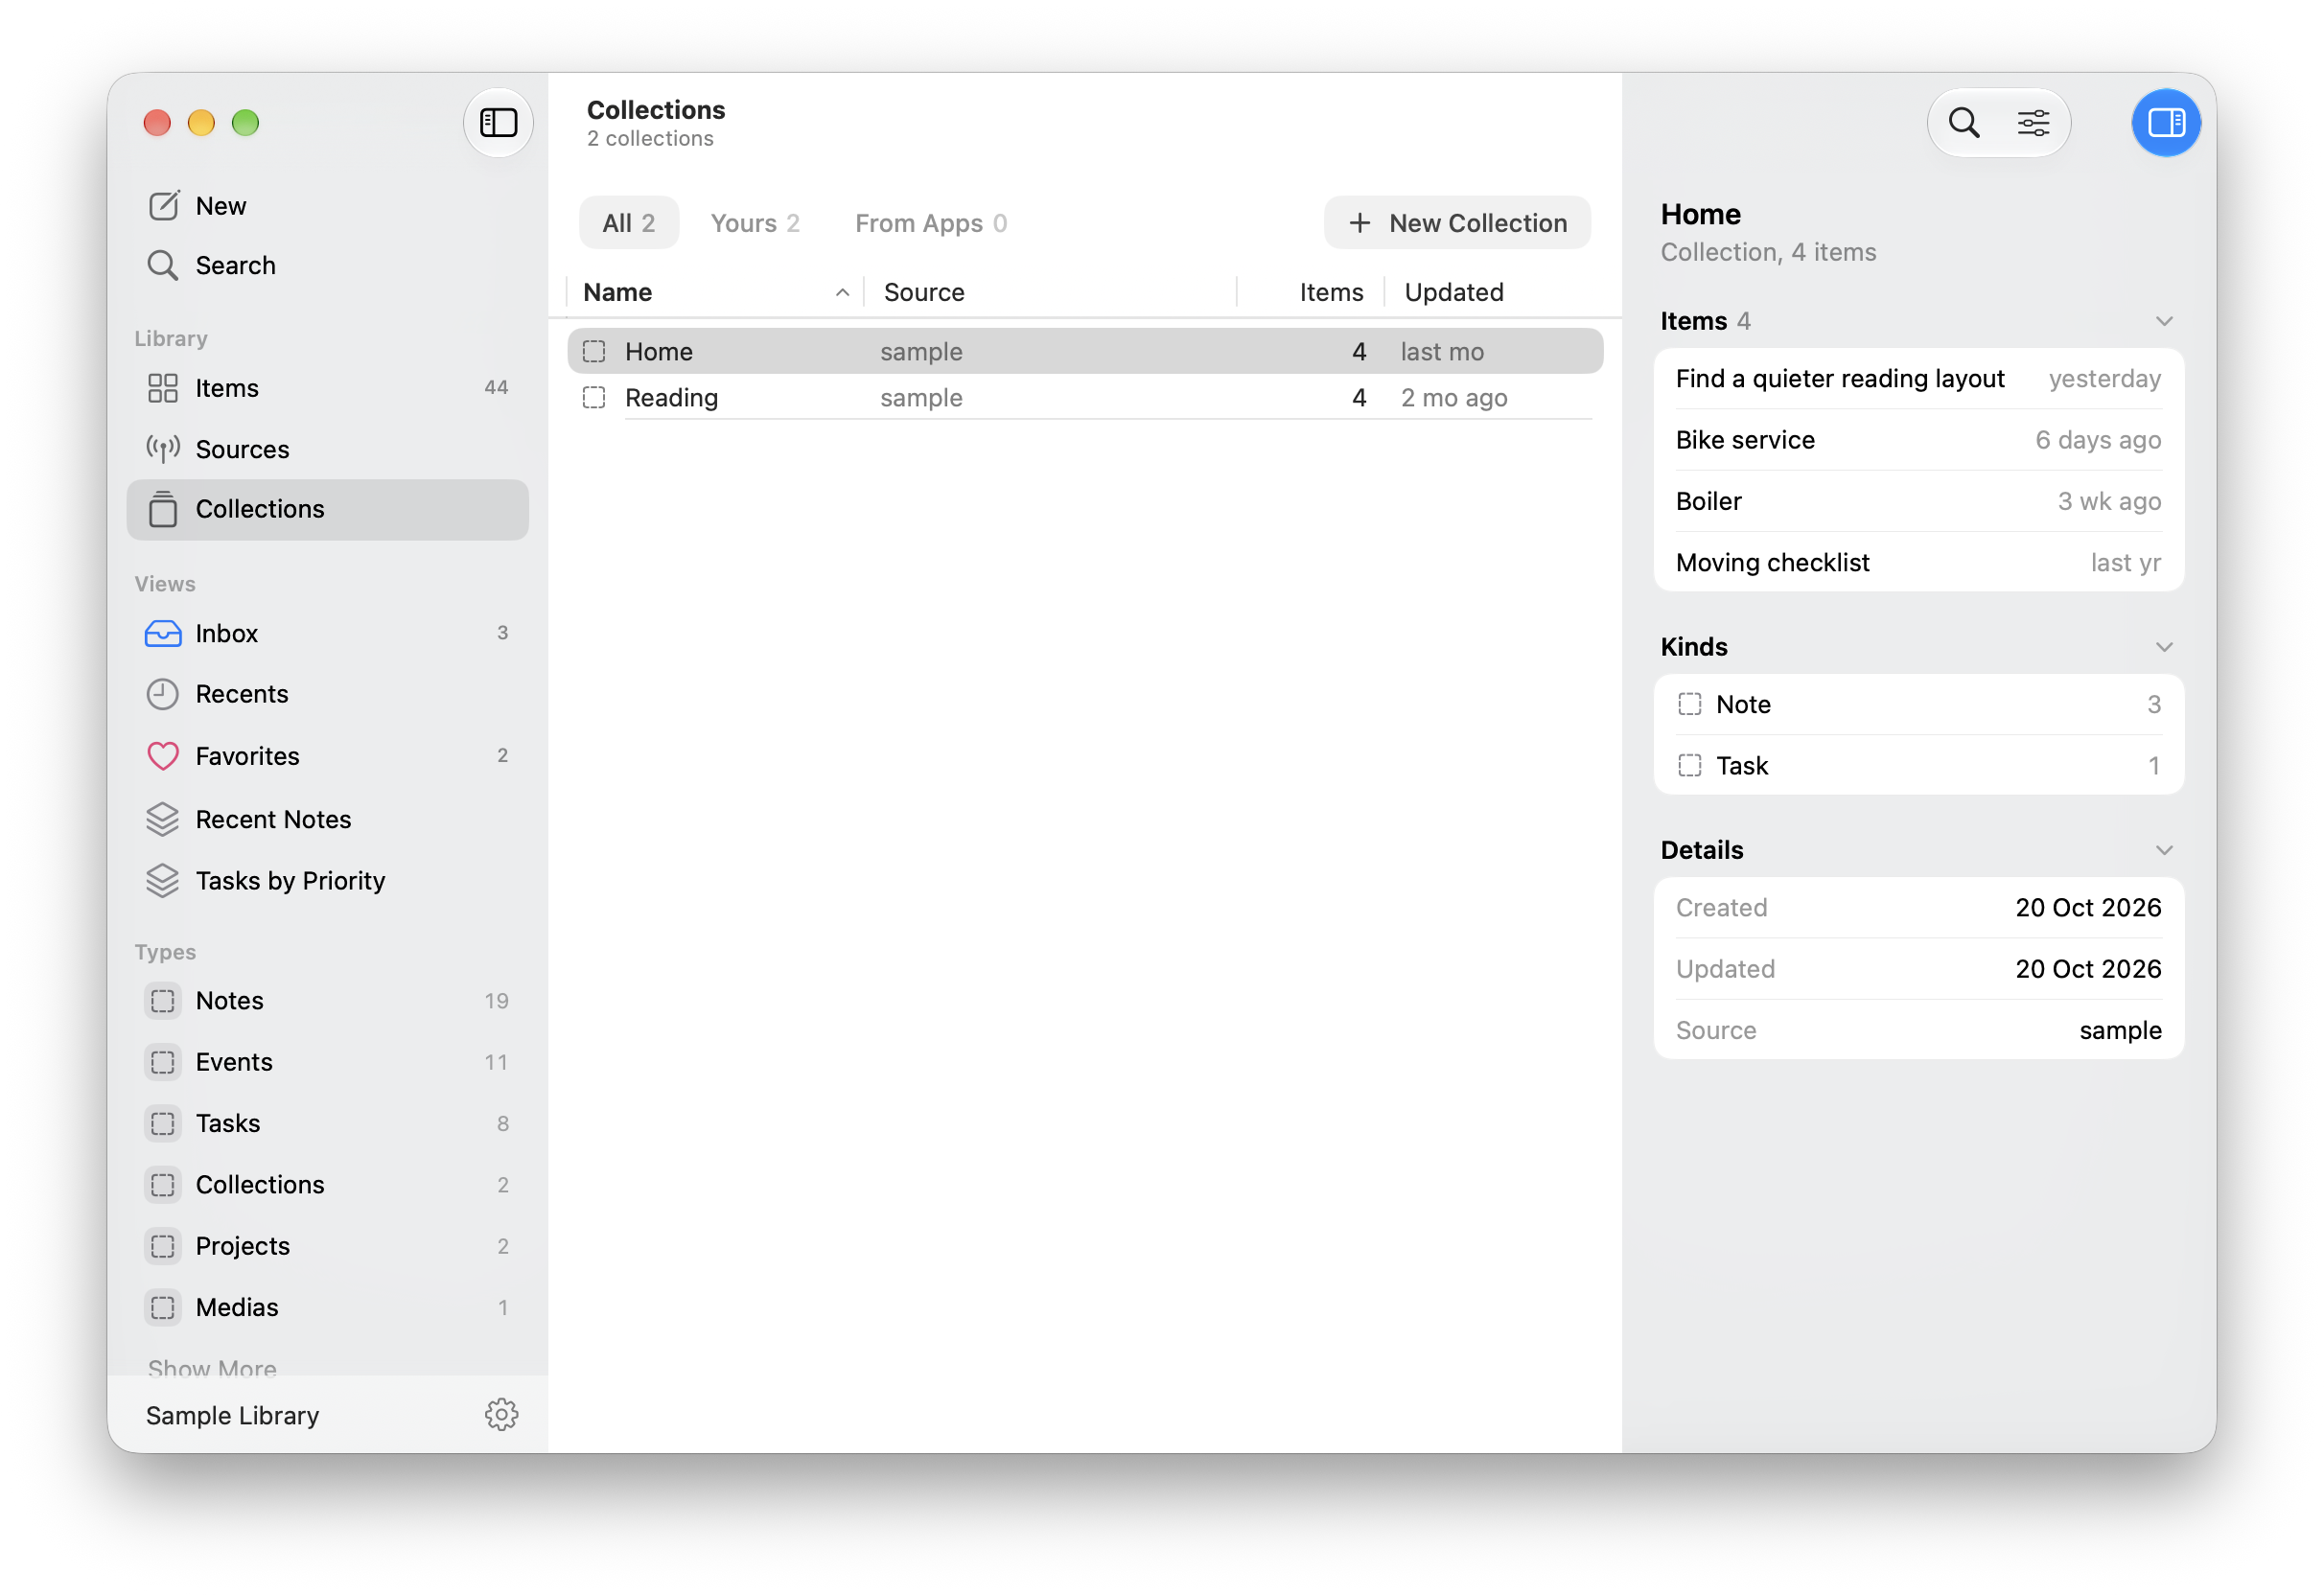 New
Search
Library
Items 44
Sources
Collections
Views
Inbox 3
Recents
Favorites 2
Recent Notes
Tasks by Priority
Types
Notes 19
Events 11
Tasks 8
Collections 2
Projects 2
Medias 1
Show More
Sample Library
Collections
2 collections
All 2 Yours 2 From Apps 0 New Collection
Name Source Items Updated
Home sample 4 last mo
Reading sample 4 2 mo ago
Home
Collection, 4 items
Items 4
Find a quieter reading layout yesterday
Bike service 6 days ago
Boiler 3 wk ago
Moving checklist last yr
Kinds
Note 3
Task 1
Details
Created 20 Oct 2026
Updated 20 Oct 2026
Source sample